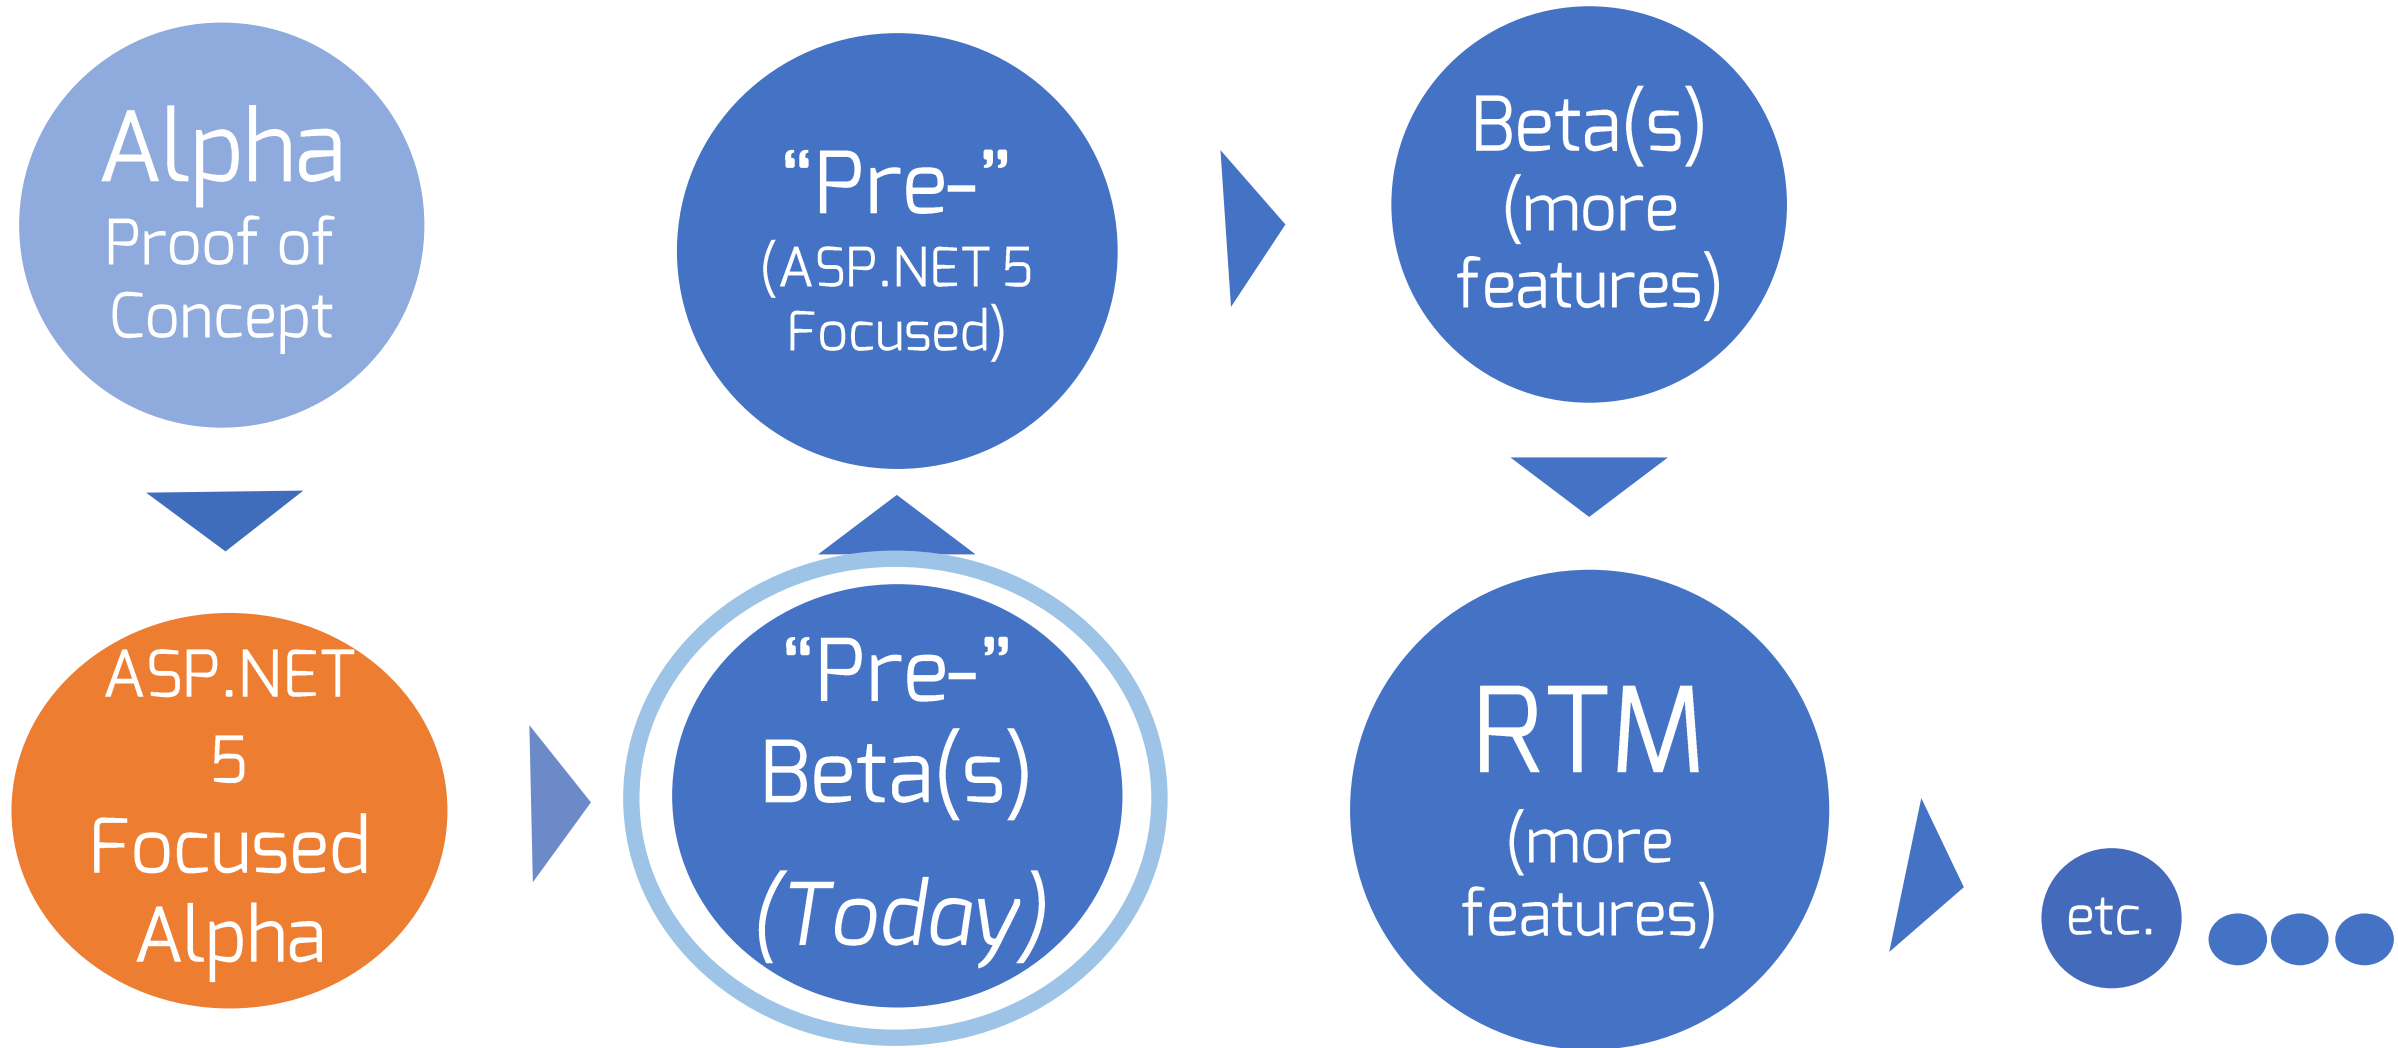 Alpha
Proof of
Concept
ASP.NET
5
Focused
Alpha
“Pre-
Beta(s)
(Today)
“Pre-”
(ASP.NET 5
Focused)
Beta(s)
(more
features)
RTM
(more
features)
etc.